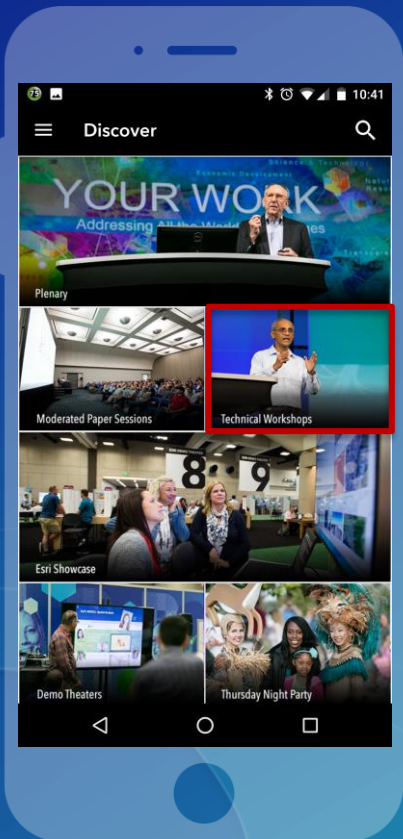 75
10:41
Discover
Science & Technology
Economic Development
YOUR WORK
Addressing All the World
Plenary
Moderated Paper Sessions
Technical Workshops
8 9
Esri Showcase
Demo Theaters
Thursday Night Party